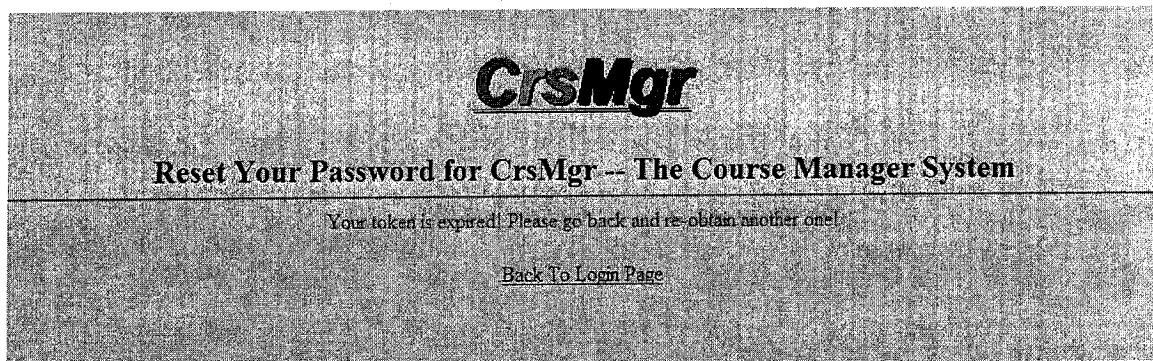 CrsMgr
Reset Your Password for CrsMgr -- The Course Manager System
Your token is expired! Please go back and re-obtain another one!
Back To Login Page